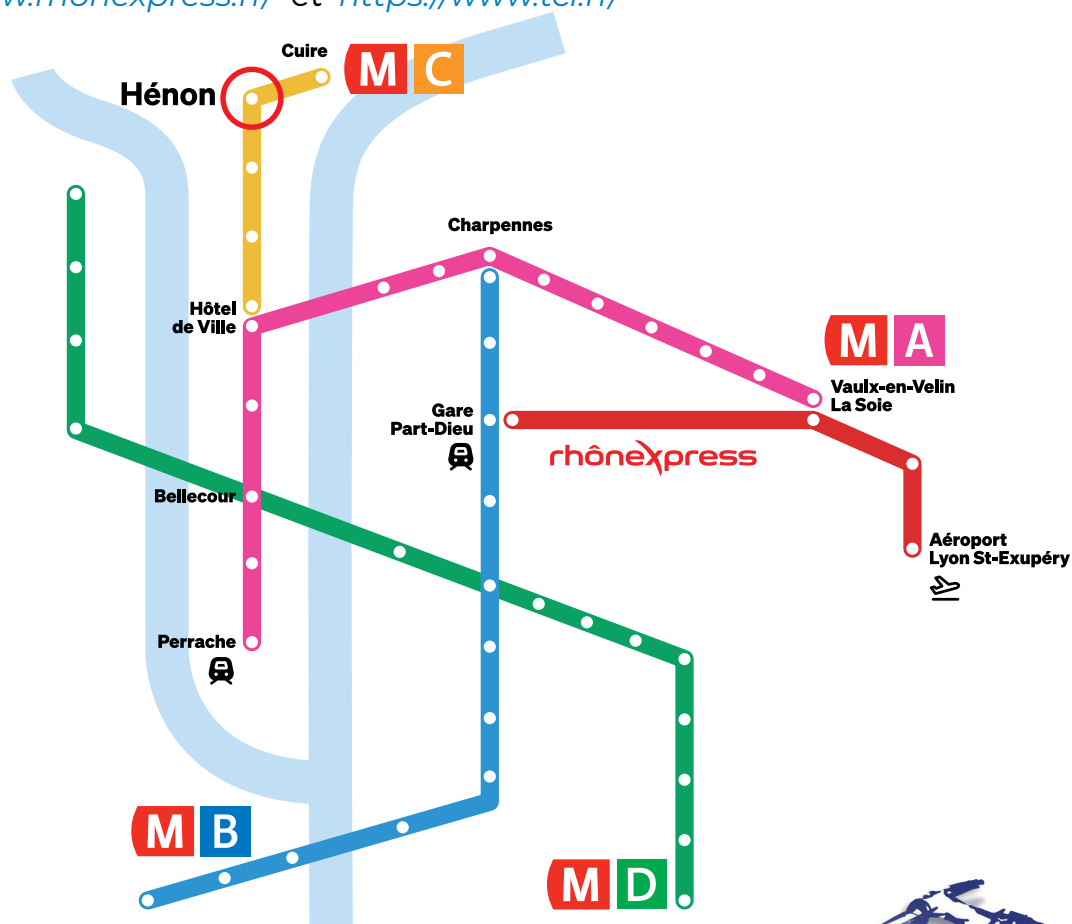 et
Cuire
M C
Hénon
Charpennes
Hôtel
de Ville
M A
Vaulx-en-Velin
La Soie
Gare
Part-Dieu
rhônexpress
Bellecour
Aéroport
Lyon St-Exupéry
Perrache
M B
M D